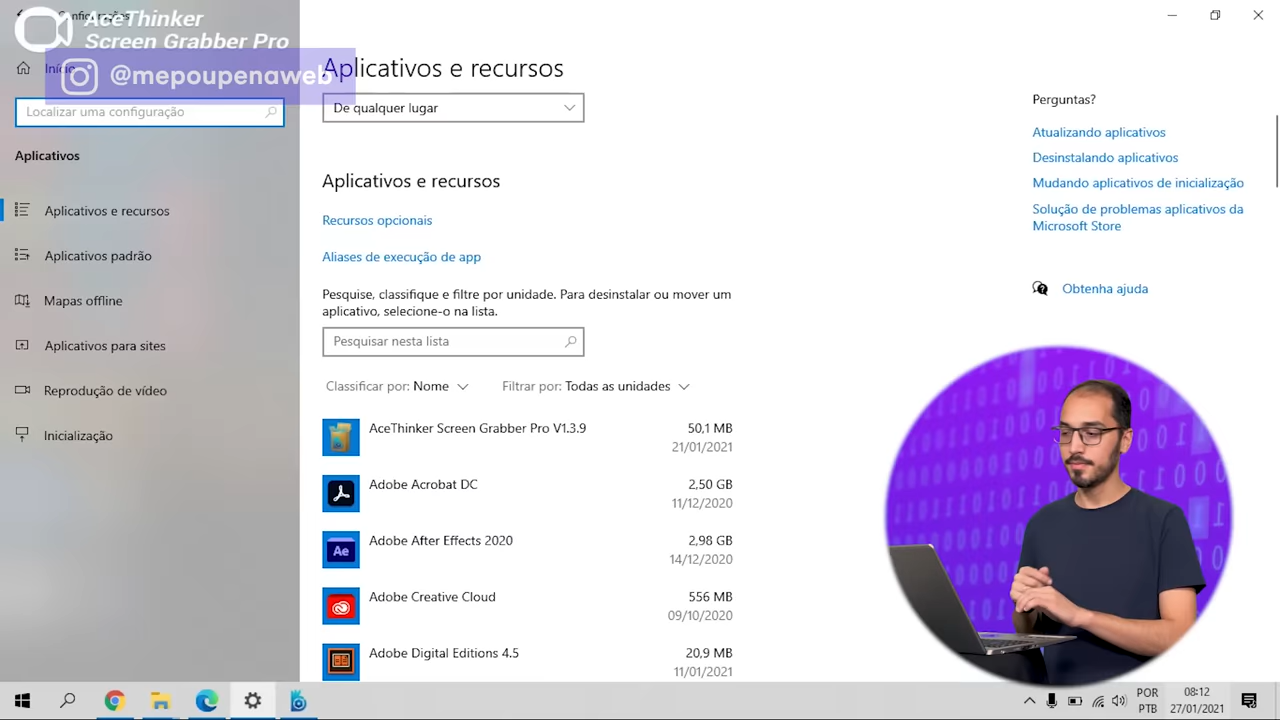 Configurações
AceThinker
Screen Grabber Pro
Início
@mepoupenaweb
Localizar uma configuração
Aplicativos
Aplicativos e recursos
Aplicativos padrão
Mapas offline
Aplicativos para sites
Reprodução de vídeo
Inicialização
Aplicativos e recursos
De qualquer lugar
Aplicativos e recursos
Recursos opcionais
Aliases de execução de app
Pesquise, classifique e filtre por unidade. Para desinstalar ou mover um
aplicativo, selecione-o na lista.
Pesquisar nesta lista
Classificar por: Nome Filtrar por: Todas as unidades
AceThinker Screen Grabber Pro V1.3.9 50,1 MB
21/01/2021
Adobe Acrobat DC 2,50 GB
11/12/2020
Adobe After Effects 2020 2,98 GB
14/12/2020
Ae
Adobe Creative Cloud 556 MB
09/10/2020
Adobe Digital Editions 4.5 20,9 MB
11/01/2021
Perguntas?
Atualizando aplicativos
Desinstalando aplicativos
Mudando aplicativos de inicialização
Solução de problemas aplicativos da
Microsoft Store
Obtenha ajuda
POR
PTB
08:12
27/01/2021